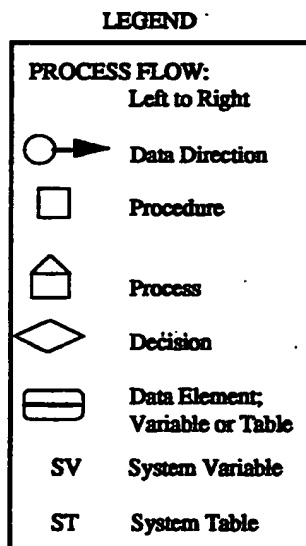 LEGEND
PROCESS FLOW:
Left to Right
Data Direction
Procedure
Process
Decision
Data Element;
Variable or Table
SV System Variable
ST System Table